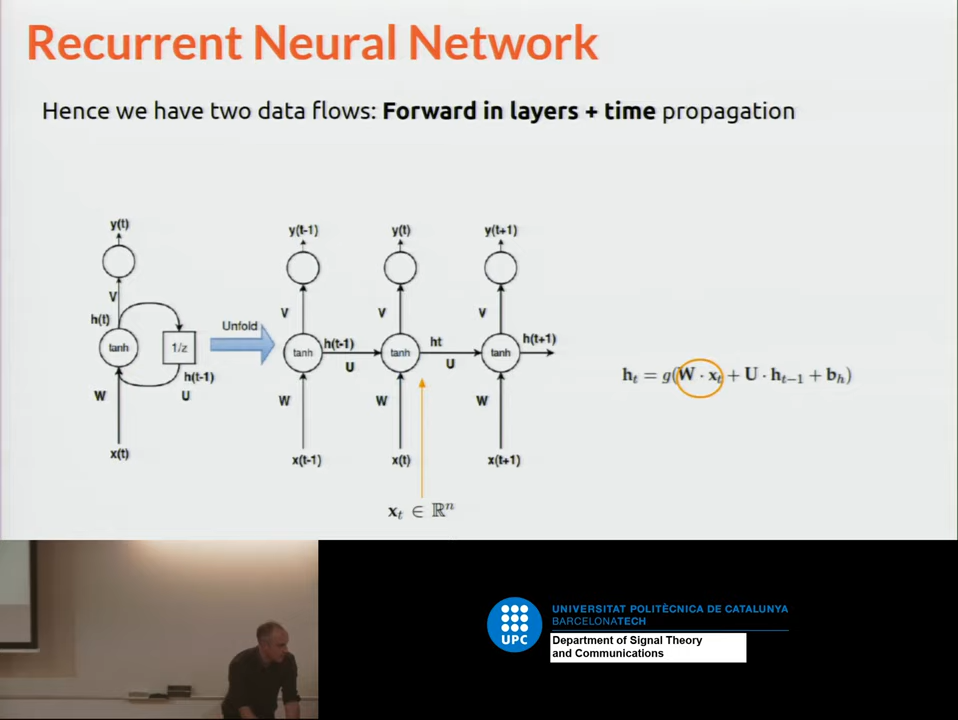 Recurrent Neural Network
Hence we have two data flows: Forward in layers + time propagation
y(t)
y(t-1)
y(t)
y(t+1)
V
V
V
V
h(t)
Unfold
h(t-1)
ht
h(t+1)
tanh
1/z
tanh
tanh
tanh
U
U
h(t-1)
W
U
W
W
W
x(t)
x(t-1)
x(t)
x(t+1)
h_t = g(W · x_t + U · h_{t-1} + b_h)
x_t ∈ ℝ^n
UNIVERSITAT POLITÈCNICA DE CATALUNYA
BARCELONATECH
UPC
Department of Signal Theory
and Communications